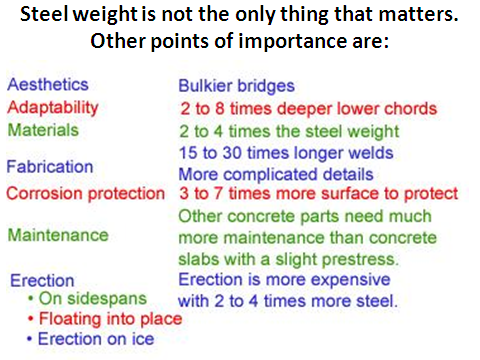 Steel weight is not the only thing that matters.
Other points of importance are:
Aesthetics Bulkier bridges
Adaptability 2 to 8 times deeper lower chords
Materials 2 to 4 times the steel weight
Fabrication 15 to 30 times longer welds
More complicated details
Corrosion protection 3 to 7 times more surface to protect
Maintenance Other concrete parts need much
more maintenance than concrete
slabs with a slight prestress.
Erection Erection is more expensive
• On sidespans with 2 to 4 times more steel.
• Floating into place
• Erection on ice